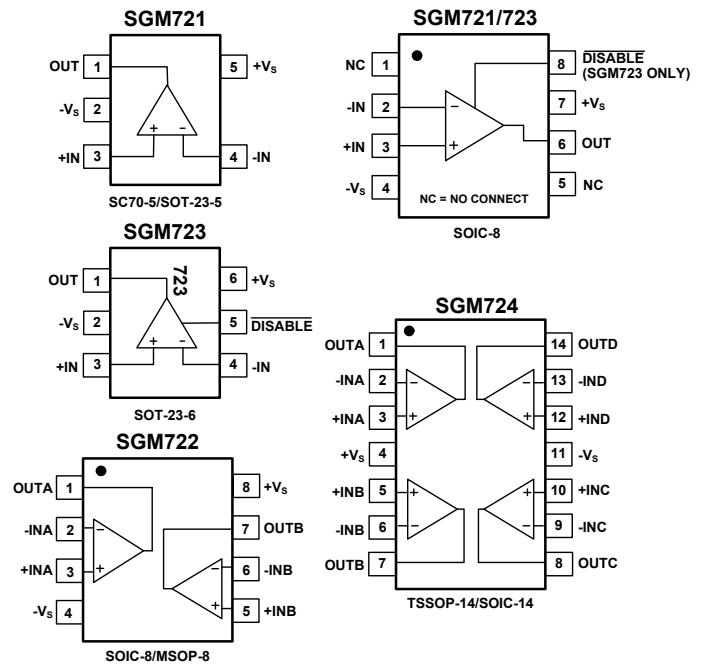 SGM721
OUT 1 5 +VS
-VS 2
+ -
+IN 3 4 -IN
SC70-5/SOT-23-5
SGM721/723
NC 1 8 DISABLE
(SGM723 ONLY)
-IN 2 - 7 +VS
+IN 3 + 6 OUT
-VS 4 5 NC
NC = NO CONNECT
SOIC-8
SGM723
OUT 1 723 6 +VS
-VS 2 5 DISABLE
+ -
+IN 3 4 -IN
SOT-23-6
SGM724
OUTA 1 14 OUTD
-INA 2 - - 13 -IND
+INA 3 + + 12 +IND
+VS 4 11 -VS
+INB 5 + + 10 +INC
-INB 6 - - 9 -INC
OUTB 7 8 OUTC
TSSOP-14/SOIC-14
SGM722
OUTA 1 8 +VS
-INA 2 - 7 OUTB
+INA 3 + - 6 -INB
-VS 4 + 5 +INB
SOIC-8/MSOP-8